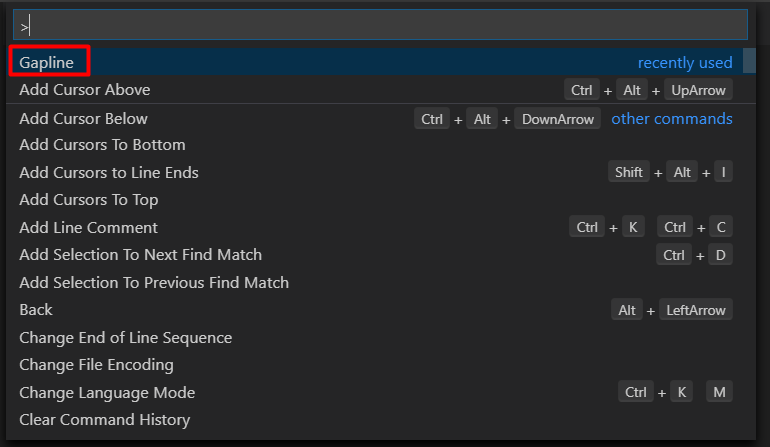 >
Gapline recently used
Add Cursor Above Ctrl + Alt + UpArrow
Add Cursor Below Ctrl + Alt + DownArrow other commands
Add Cursors To Bottom
Add Cursors to Line Ends Shift + Alt + I
Add Cursors To Top
Add Line Comment Ctrl + K Ctrl + C
Add Selection To Next Find Match Ctrl + D
Add Selection To Previous Find Match
Back Alt + LeftArrow
Change End of Line Sequence
Change File Encoding
Change Language Mode Ctrl + K M
Clear Command History